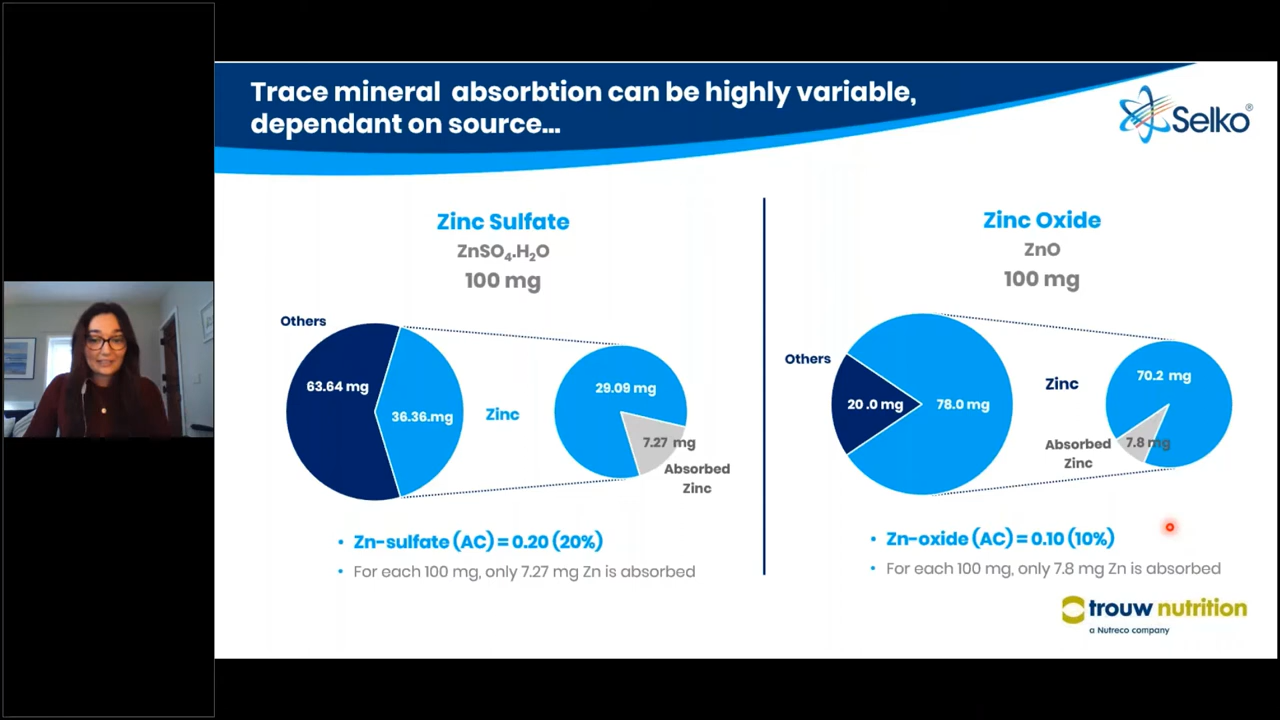 Trace mineral absorbtion can be highly variable,
dependant on source...
Selko®
Zinc Sulfate
ZnSO₄.H₂O
100 mg
Others
63.64 mg
36.36.mg
Zinc
29.09 mg
7.27 mg
Absorbed
Zinc
• Zn-sulfate (AC) = 0.20 (20%)
• For each 100 mg, only 7.27 mg Zn is absorbed
Zinc Oxide
ZnO
100 mg
Others
20 .0 mg
78.0 mg
Zinc
70.2 mg
7.8 mg
Absorbed
Zinc
• Zn-oxide (AC) = 0.10 (10%)
• For each 100 mg, only 7.8 mg Zn is absorbed
trouw nutrition
a Nutreco company